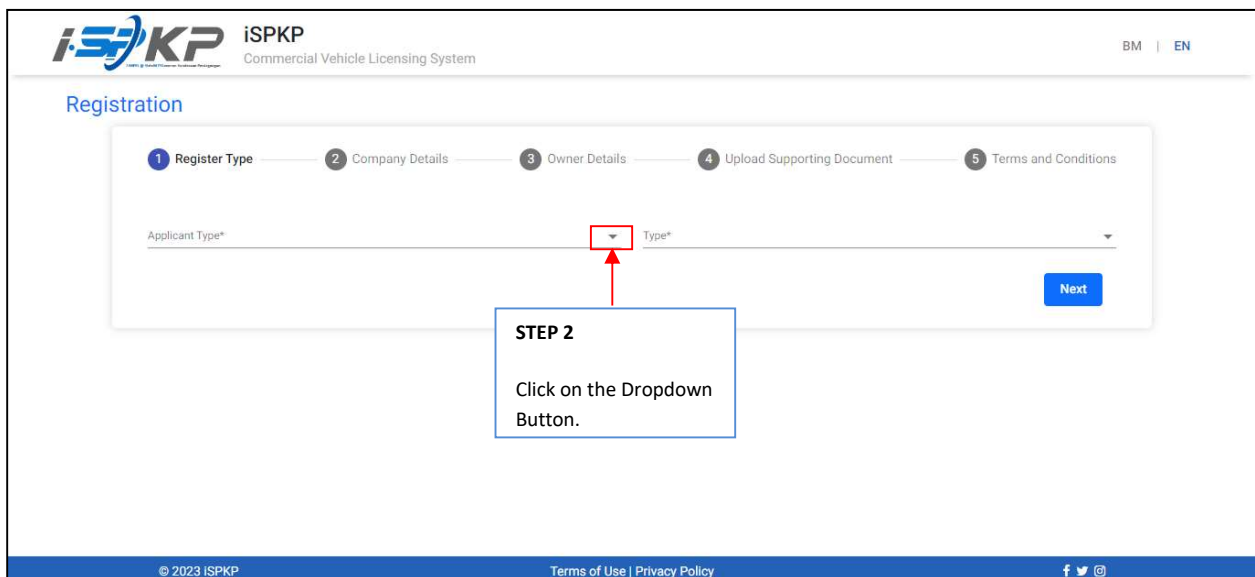 i.SPKP
iSPKP
Commercial Vehicle Licensing System
BM | EN
Registration
1 Register Type
2 Company Details
3 Owner Details
4 Upload Supporting Document
5 Terms and Conditions
Applicant Type*
Type*
Next
STEP 2
Click on the Dropdown
Button.
© 2023 iSPKP
Terms of Use | Privacy Policy